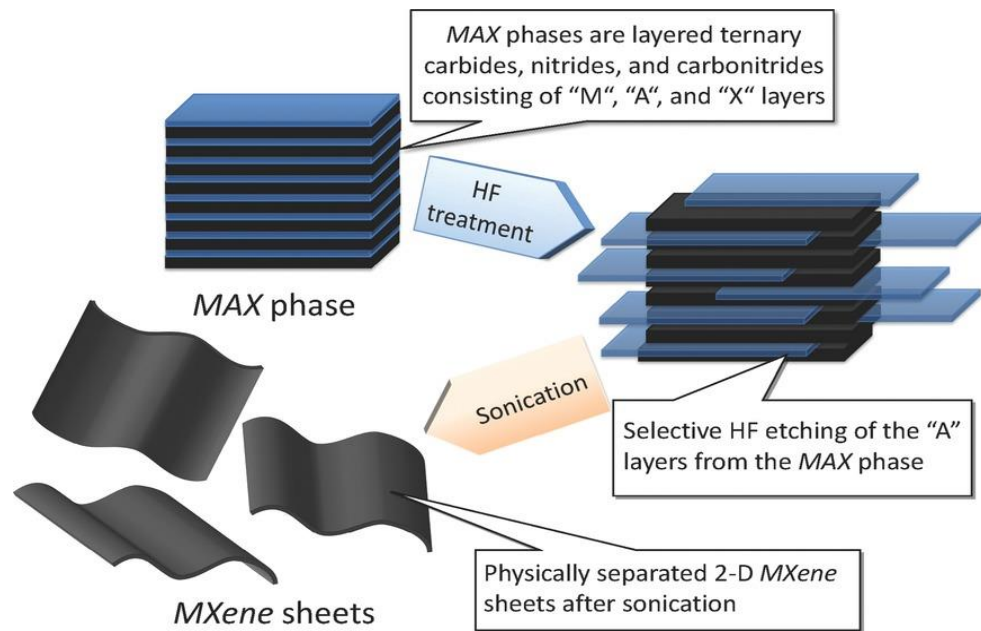 MAX phases are layered ternary
carbides, nitrides, and carbonitrides
consisting of “M“, “A“, and “X“ layers
HF
treatment
MAX phase
Sonication
Selective HF etching of the “A”
layers from the MAX phase
Physically separated 2-D MXene
sheets after sonication
MXene sheets